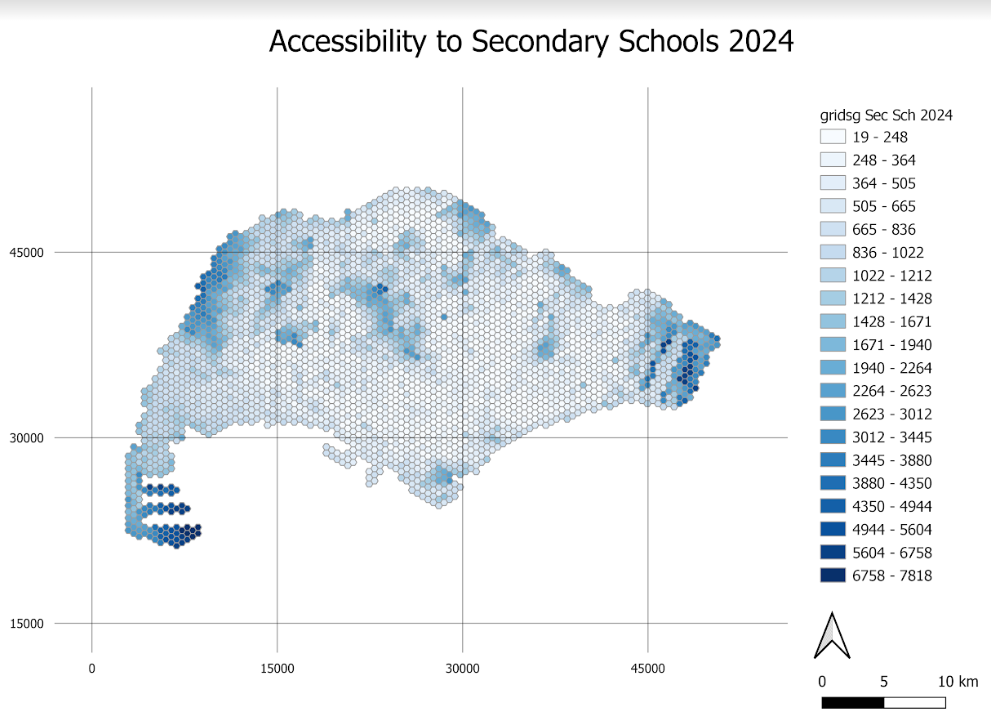 Accessibility to Secondary Schools 2024
gridsg Sec Sch 2024
19 - 248
248 - 364
364 - 505
505 - 665
665 - 836
836 - 1022
1022 - 1212
1212 - 1428
1428 - 1671
1671 - 1940
1940 - 2264
2264 - 2623
2623 - 3012
3012 - 3445
3445 - 3880
3880 - 4350
4350 - 4944
4944 - 5604
5604 - 6758
6758 - 7818
45000
30000
15000
0 15000 30000 45000
0 5 10 km